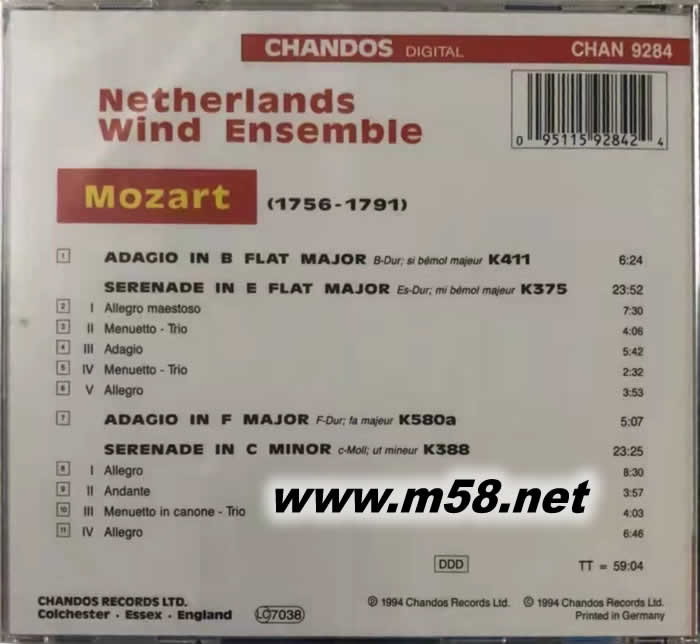 CHANDOS DIGITAL CHAN 9284
Netherlands
Wind Ensemble
0 95115 92842 4
Mozart (1756-1791)
1 ADAGIO IN B FLAT MAJOR B-Dur; si bémol majeur K411 6:24
SERENADE IN E FLAT MAJOR Es-Dur; mi bémol majeur K375 23:52
2 I Allegro maestoso 7:30
3 II Menuetto - Trio 4:06
4 III Adagio 5:42
5 IV Menuetto - Trio 2:32
6 V Allegro 3:53
7 ADAGIO IN F MAJOR F-Dur; fa majeur K580a 5:07
SERENADE IN C MINOR c-Moll; ut mineur K388 23:25
8 I Allegro 8:30
9 II Andante 3:57
10 III Menuetto in canone - Trio 4:03
11 IV Allegro 6:46
www.m58.net
DDD TT = 59:04
CHANDOS RECORDS LTD.
Colchester . Essex . England
LC 7038
℗ 1994 Chandos Records Ltd. © 1994 Chandos Records Ltd.
Printed in Germany